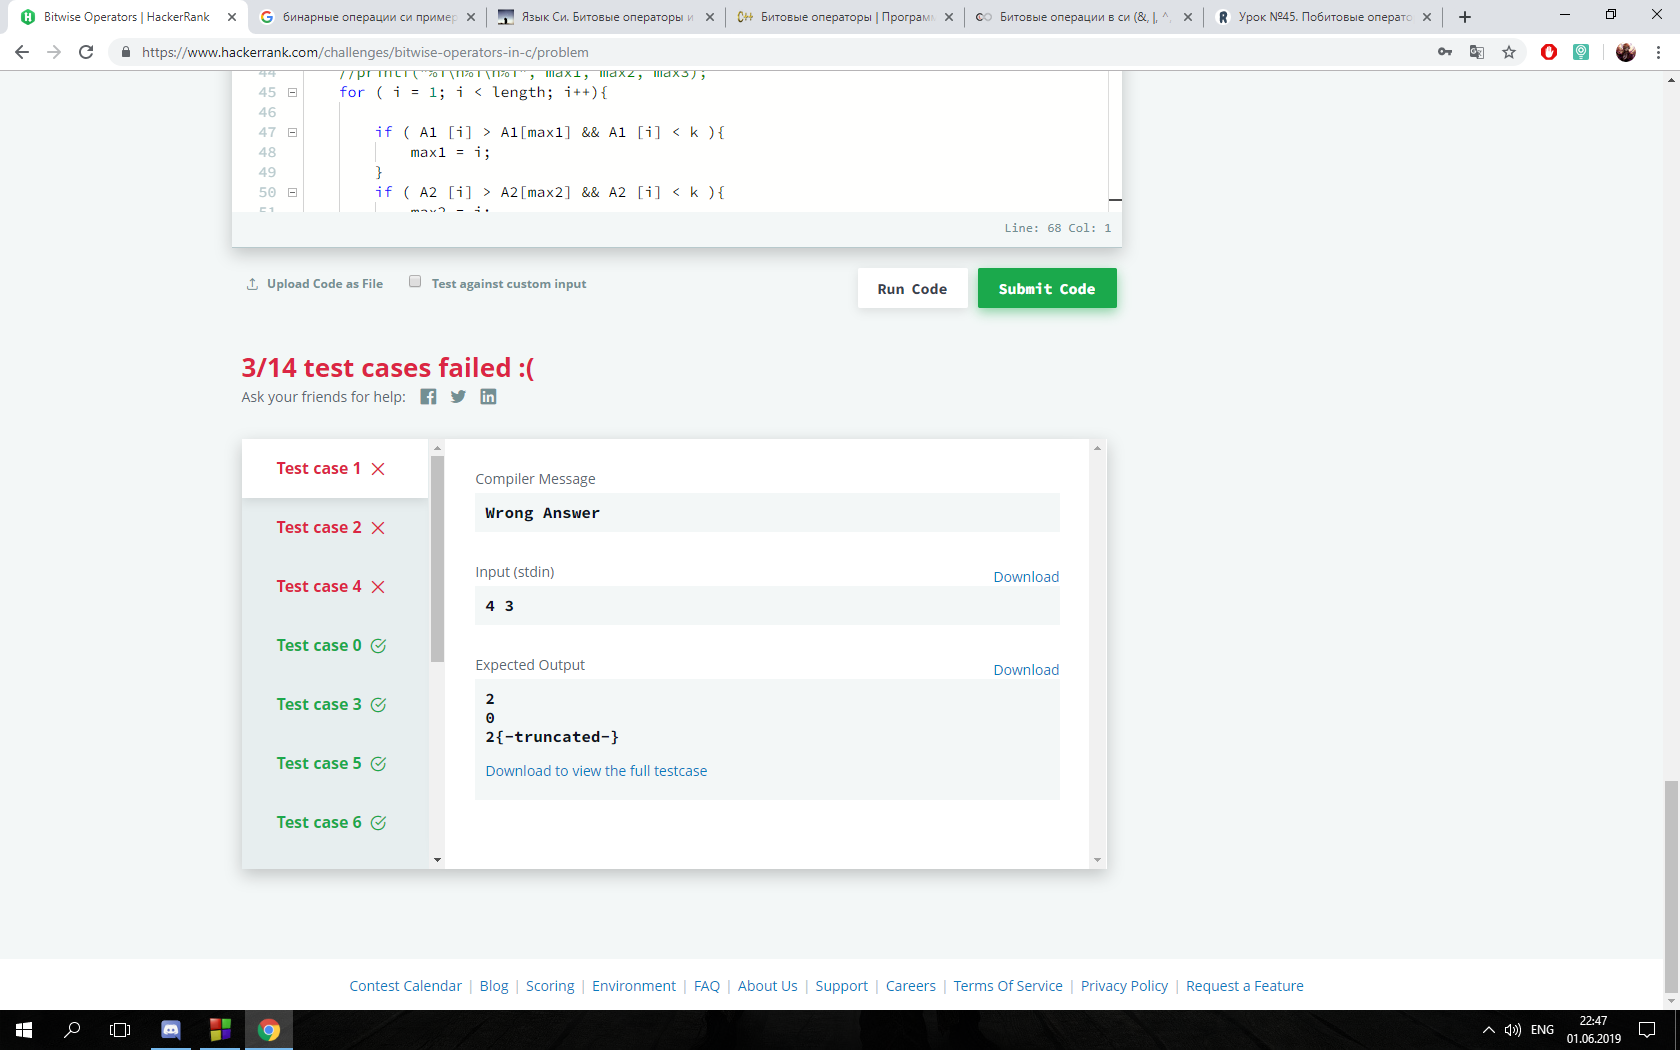 Bitwise Operators | HackerRank
бинарные операции си пример
Язык Си. Битовые операторы и
Битовые операторы | Програм
Битовые операции в си (&, |, ^,
Урок №45. Побитовые операто
https://www.hackerrank.com/challenges/bitwise-operators-in-c/problem
44 //printf("%i\n%i\n%i", max1, max2, max3);
45 for ( i = 1; i < length; i++){
46
47 if ( A1 [i] > A1[max1] && A1 [i] < k ){
48 max1 = i;
49 }
50 if ( A2 [i] > A2[max2] && A2 [i] < k ){
51 max2 = i;
Line: 68 Col: 1
Upload Code as File
Test against custom input
Run Code
Submit Code
3/14 test cases failed :(
Ask your friends for help:
Test case 1
Test case 2
Test case 4
Test case 0
Test case 3
Test case 5
Test case 6
Compiler Message
Wrong Answer
Input (stdin)
Download
4 3
Expected Output
Download
2
0
2{-truncated-}
Download to view the full testcase
Contest Calendar | Blog | Scoring | Environment | FAQ | About Us | Support | Careers | Terms Of Service | Privacy Policy | Request a Feature
ENG
22:47
01.06.2019